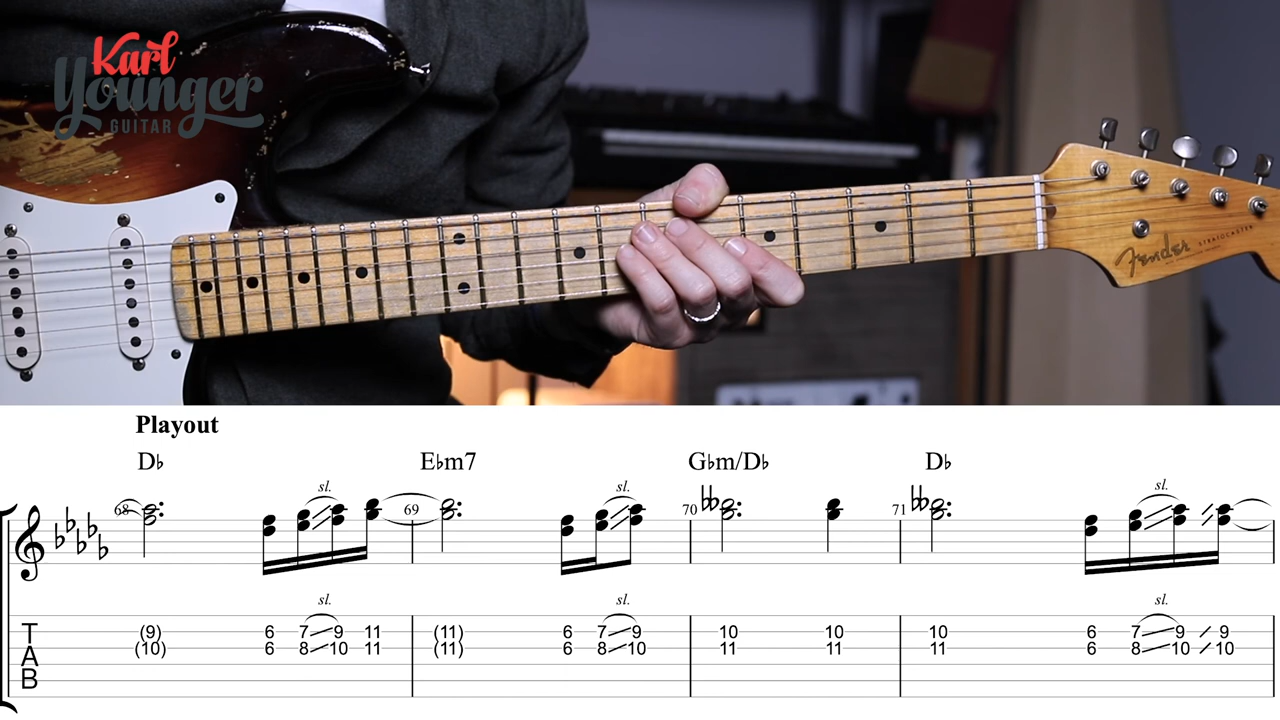 Karl
Younger
GUITAR
Fender STRATOCASTER
Playout
D♭ E♭m7 G♭m/D♭ D♭
sl. sl. sl.
68 69 70 71
sl. sl. sl.
T (9) 6 7 9 11 (11) 6 7 9 10 10 10 6 7 9 9
A (10) 6 8 10 11 (11) 6 8 10 11 11 11 6 8 10 10
B